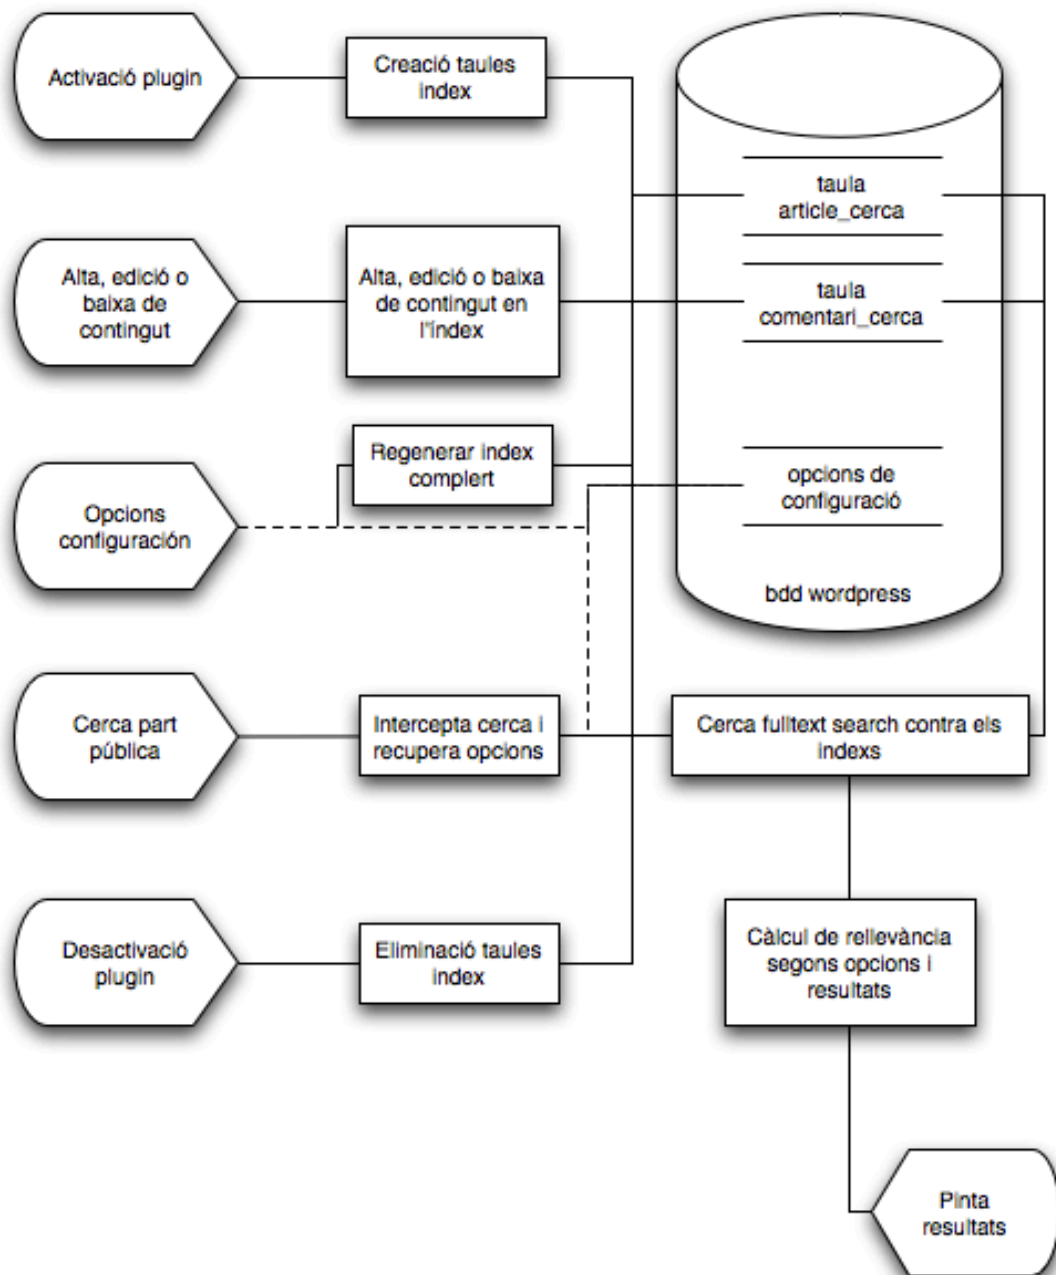 Activació plugin
Creació taules
index
taula
article_cerca
Alta, edició o
baixa de
contingut
Alta, edició o baixa
de contingut en
l'índex
taula
comentari_cerca
Regenerar index
complert
opcions de
configuració
Opcions
configuración
bdd wordpress
Cerca part
pública
Intercepta cerca i
recupera opcions
Cerca fulltext search contra els
indexs
Desactivació
plugin
Eliminació taules
index
Càlcul de rellevància
segons opcions i
resultats
Pinta
resultats